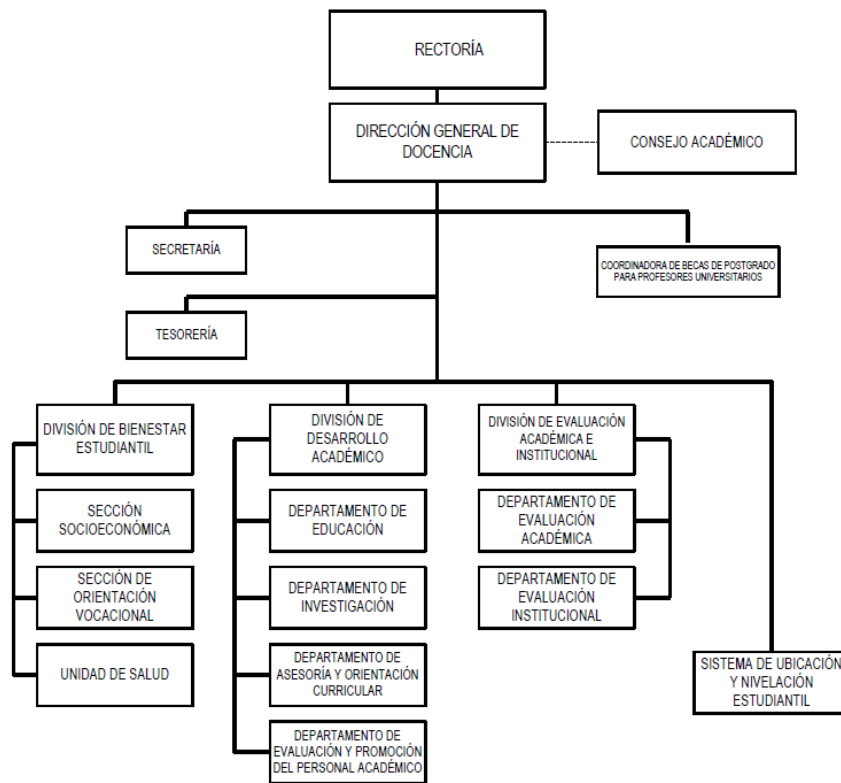 RECTORÍA
DIRECCIÓN GENERAL DE
DOCENCIA
CONSEJO ACADÉMICO
SECRETARÍA
COORDINADORA DE BECAS DE POSTGRADO
PARA PROFESORES UNIVERSITARIOS
TESORERÍA
DIVISIÓN DE BIENESTAR
ESTUDIANTIL
SECCIÓN
SOCIOECONÓMICA
SECCIÓN DE
ORIENTACIÓN
VOCACIONAL
UNIDAD DE SALUD
DIVISIÓN DE
DESARROLLO
ACADÉMICO
DEPARTAMENTO DE
EDUCACIÓN
DEPARTAMENTO DE
INVESTIGACIÓN
DEPARTAMENTO DE
ASESORÍA Y ORIENTACIÓN
CURRICULAR
DEPARTAMENTO DE
EVALUACIÓN Y PROMOCIÓN
DEL PERSONAL ACADÉMICO
DIVISIÓN DE EVALUACIÓN
ACADÉMICA E
INSTITUCIONAL
DEPARTAMENTO DE
EVALUACIÓN
ACADÉMICA
DEPARTAMENTO DE
EVALUACIÓN
INSTITUCIONAL
SISTEMA DE UBICACIÓN
Y NIVELACIÓN
ESTUDIANTIL